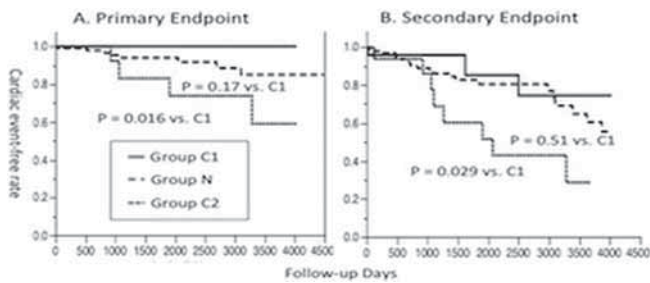 A. Primary Endpoint
B. Secondary Endpoint
Cardiac event-free rate
1.0
0.8
0.6
0.4
0.2
0.0
P = 0.17 vs. C1
P = 0.016 vs. C1
Group C1
Group N
Group C2
0 500 1000 1500 2000 2500 3000 3500 4000 4500
1.0
0.8
0.6
0.4
0.2
0.0
P = 0.51 vs. C1
P = 0.029 vs. C1
0 500 1000 1500 2000 2500 3000 3500 4000 4500
Follow-up Days